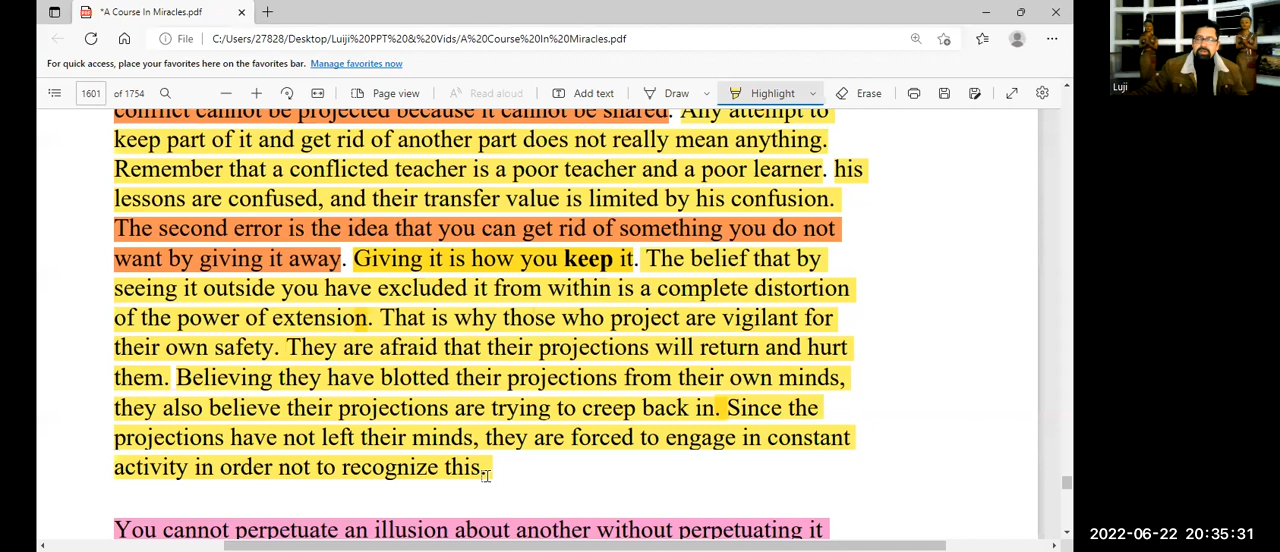 *A Course In Miracles.pdf
File
C:/Users/27828/Desktop/Luiji%20PPT%20&%20Vids/A%20Course%20In%20Miracles.pdf
For quick access, place your favorites here on the favorites bar. Manage favorites now
1601 of 1754
Page view
Read aloud
Add text
Draw
Highlight
Erase
conflict cannot be projected because it cannot be shared. Any attempt to
keep part of it and get rid of another part does not really mean anything.
Remember that a conflicted teacher is a poor teacher and a poor learner. his
lessons are confused, and their transfer value is limited by his confusion.
The second error is the idea that you can get rid of something you do not
want by giving it away. Giving it is how you keep it. The belief that by
seeing it outside you have excluded it from within is a complete distortion
of the power of extension. That is why those who project are vigilant for
their own safety. They are afraid that their projections will return and hurt
them. Believing they have blotted their projections from their own minds,
they also believe their projections are trying to creep back in. Since the
projections have not left their minds, they are forced to engage in constant
activity in order not to recognize this.
You cannot perpetuate an illusion about another without perpetuating it
Luji
2022-06-22 20:35:31